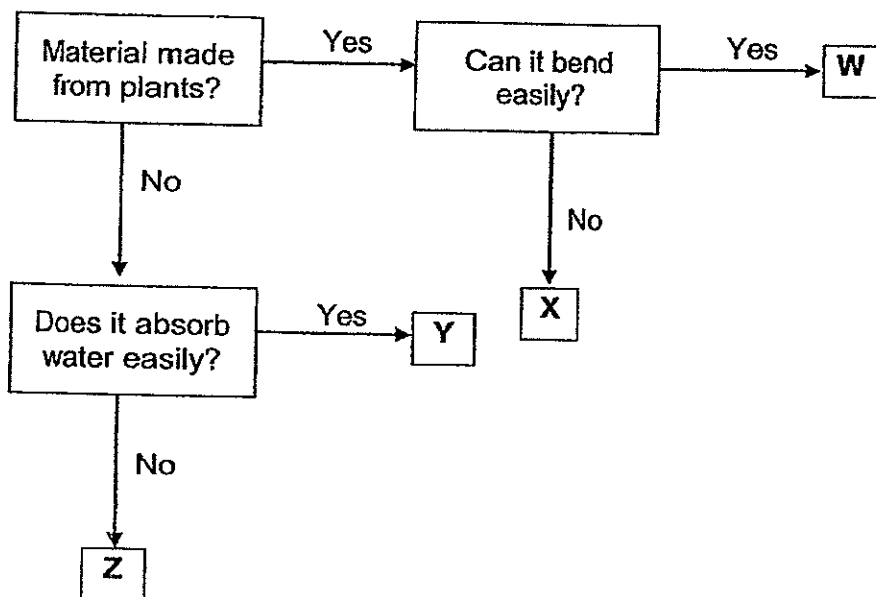 Material made
from plants?
Yes
Can it bend
easily?
Yes
W
No
No
X
Does it absorb
water easily?
Yes
Y
No
Z